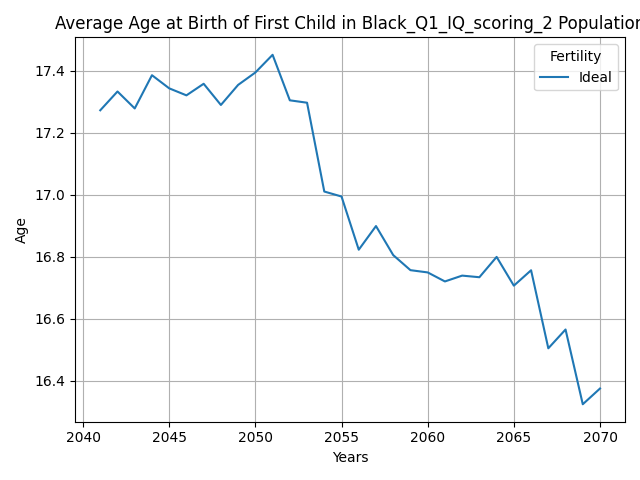 Average Age at Birth of First Child in Black_Q1_IQ_scoring_2 Population
Fertility
Ideal
17.4
17.2
17.0
16.8
16.6
16.4
Age
2040 2045 2050 2055 2060 2065 2070
Years